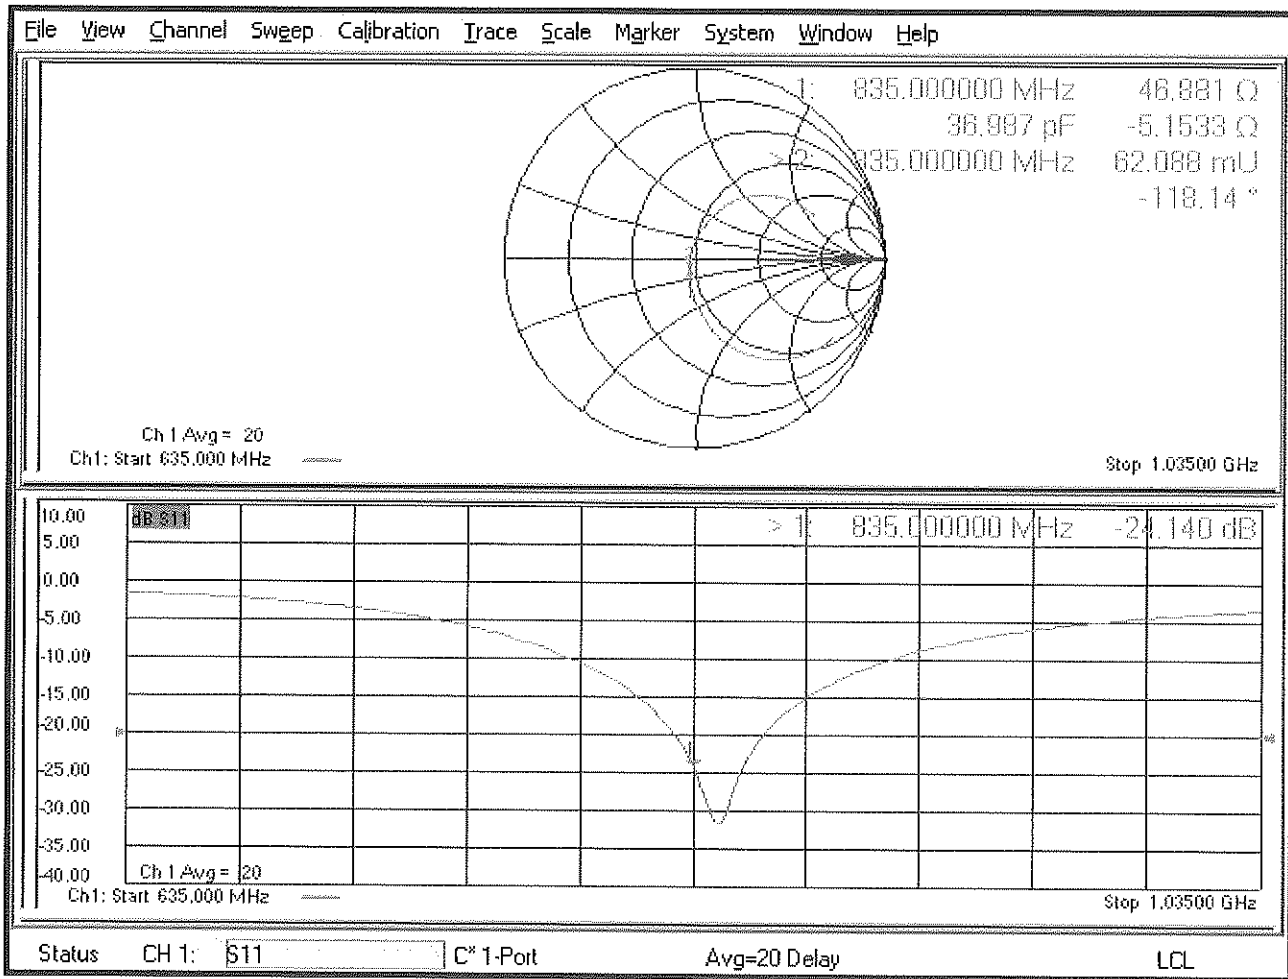 File View Channel Sweep Calibration Trace Scale Marker System Window Help
1: 835.000000 MHz 46.881 Ω
36.987 pF -5.1533 Ω
> 2: 835.000000 MHz 62.088 mU
-118.14 °
Ch 1 Avg = 20
Ch1: Start 635.000 MHz
Stop 1.03500 GHz
10.00
dB S11
> 1: 835.000000 MHz -24.140 dB
5.00
0.00
-5.00
-10.00
-15.00
-20.00
-25.00
-30.00
-35.00
-40.00
Ch 1 Avg = 20
Ch1: Start 635.000 MHz
Stop 1.03500 GHz
Status CH 1: S11 C* 1-Port Avg=20 Delay LCL